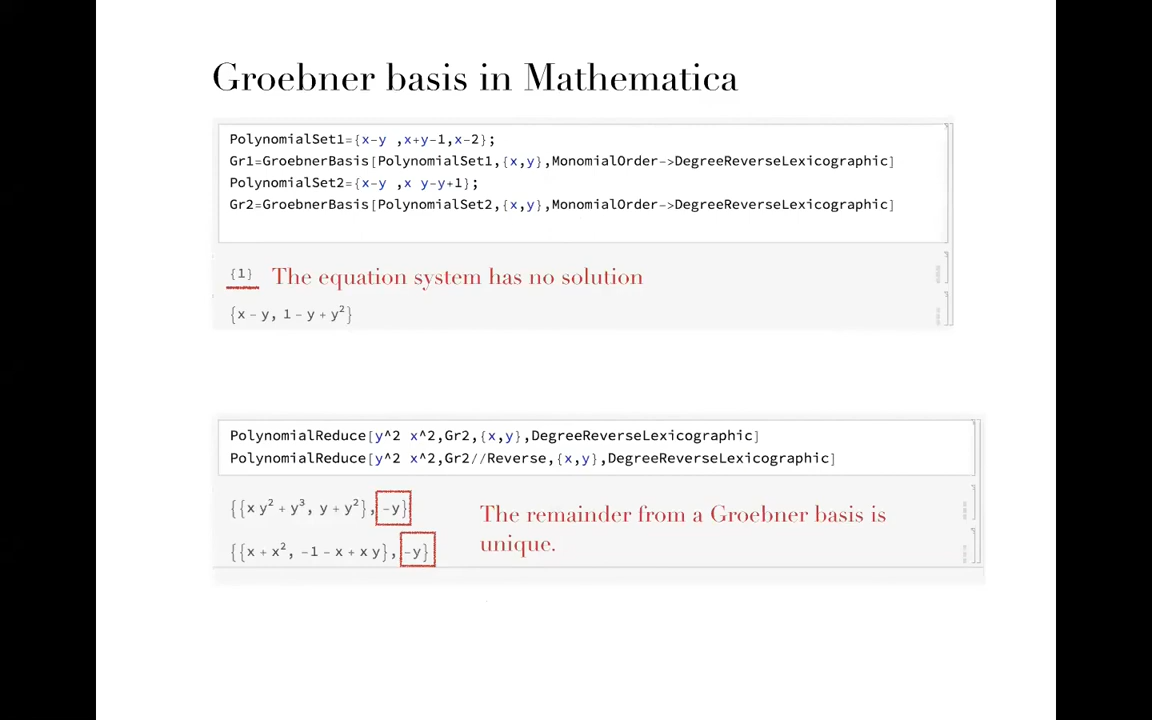 Groebner basis in Mathematica
PolynomialSet1={x-y ,x+y-1,x-2};
Gr1=GroebnerBasis[PolynomialSet1,{x,y},MonomialOrder->DegreeReverseLexicographic]
PolynomialSet2={x-y ,x y-y+1};
Gr2=GroebnerBasis[PolynomialSet2,{x,y},MonomialOrder->DegreeReverseLexicographic]
{1} The equation system has no solution
{x - y, 1 - y + y²}
PolynomialReduce[y^2 x^2,Gr2,{x,y},DegreeReverseLexicographic]
PolynomialReduce[y^2 x^2,Gr2//Reverse,{x,y},DegreeReverseLexicographic]
{{x y² + y³, y + y²}, -y}
{{x + x², -1 - x + x y}, -y}
The remainder from a Groebner basis is
unique.